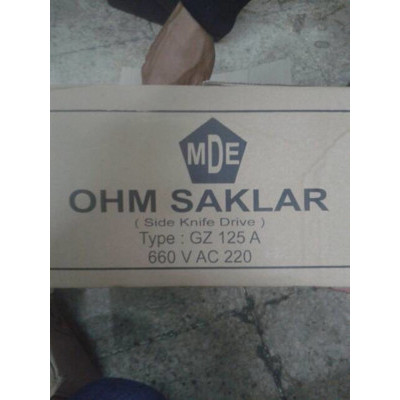 MDE
OHM SAKLAR
( Side Knife Drive )
Type : GZ 125 A
660 V AC 220